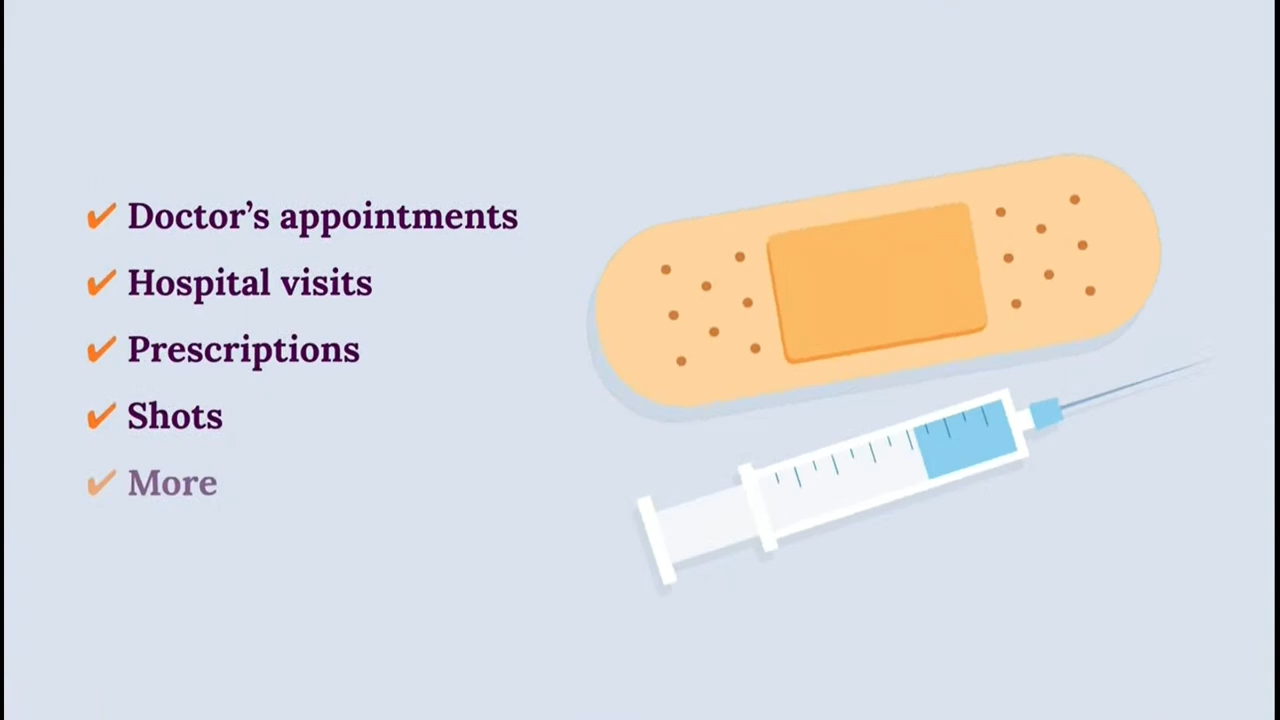 ✔ Doctor’s appointments
✔ Hospital visits
✔ Prescriptions
✔ Shots
✔ More